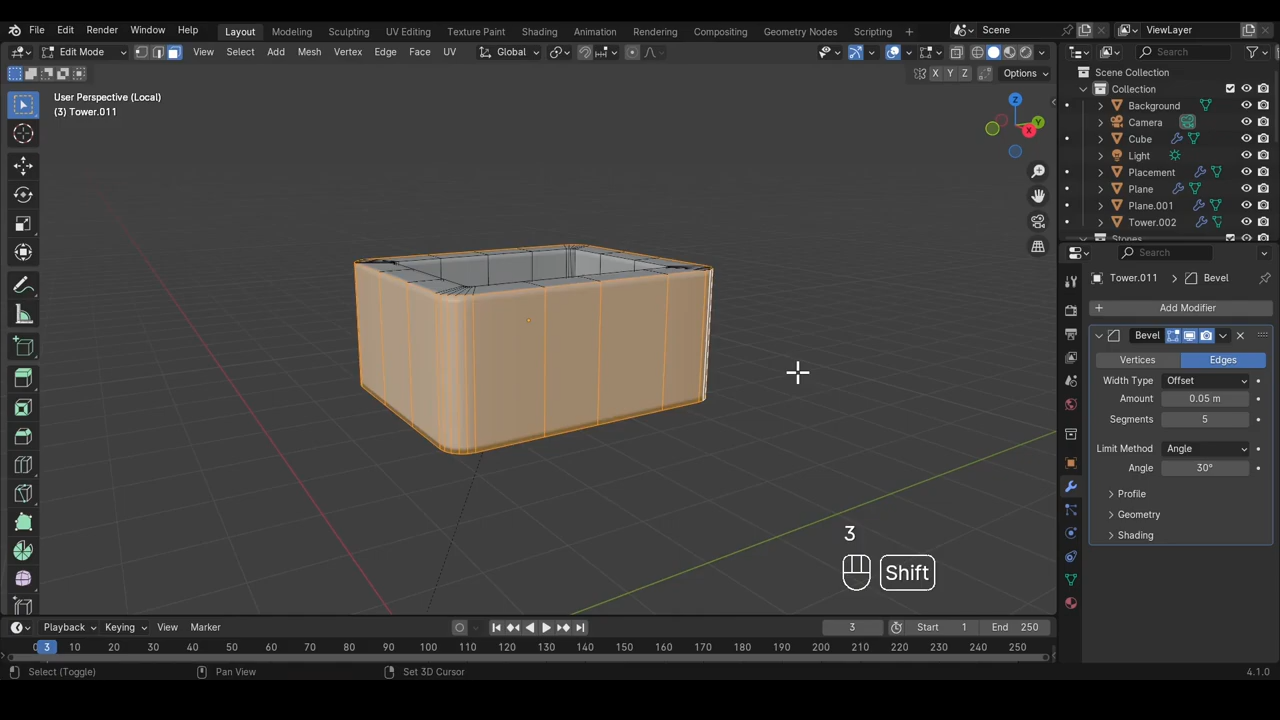 File Edit Render Window Help Layout Modeling Sculpting UV Editing Texture Paint Shading Animation Rendering Compositing Geometry Nodes Scripting + Scene ViewLayer
Edit Mode View Select Add Mesh Vertex Edge Face UV Global Search
X Y Z Options
User Perspective (Local)
(3) Tower.011
Z
Y
X
Scene Collection
Collection
Background
Camera
Cube
Light
Placement
Plane
Plane.001
Tower.002
Stones
Search
Tower.011 > Bevel
+ Add Modifier
Bevel
Vertices Edges
Width Type Offset
Amount 0.05 m
Segments 5
Limit Method Angle
Angle 30°
Profile
Geometry
Shading
3
Shift
Playback Keying View Marker 3 Start 1 End 250
0 3 10 20 30 40 50 60 70 80 90 100 110 120 130 140 150 160 170 180 190 200 210 220 230 240 250
Select (Toggle) Pan View Set 3D Cursor 4.1.0